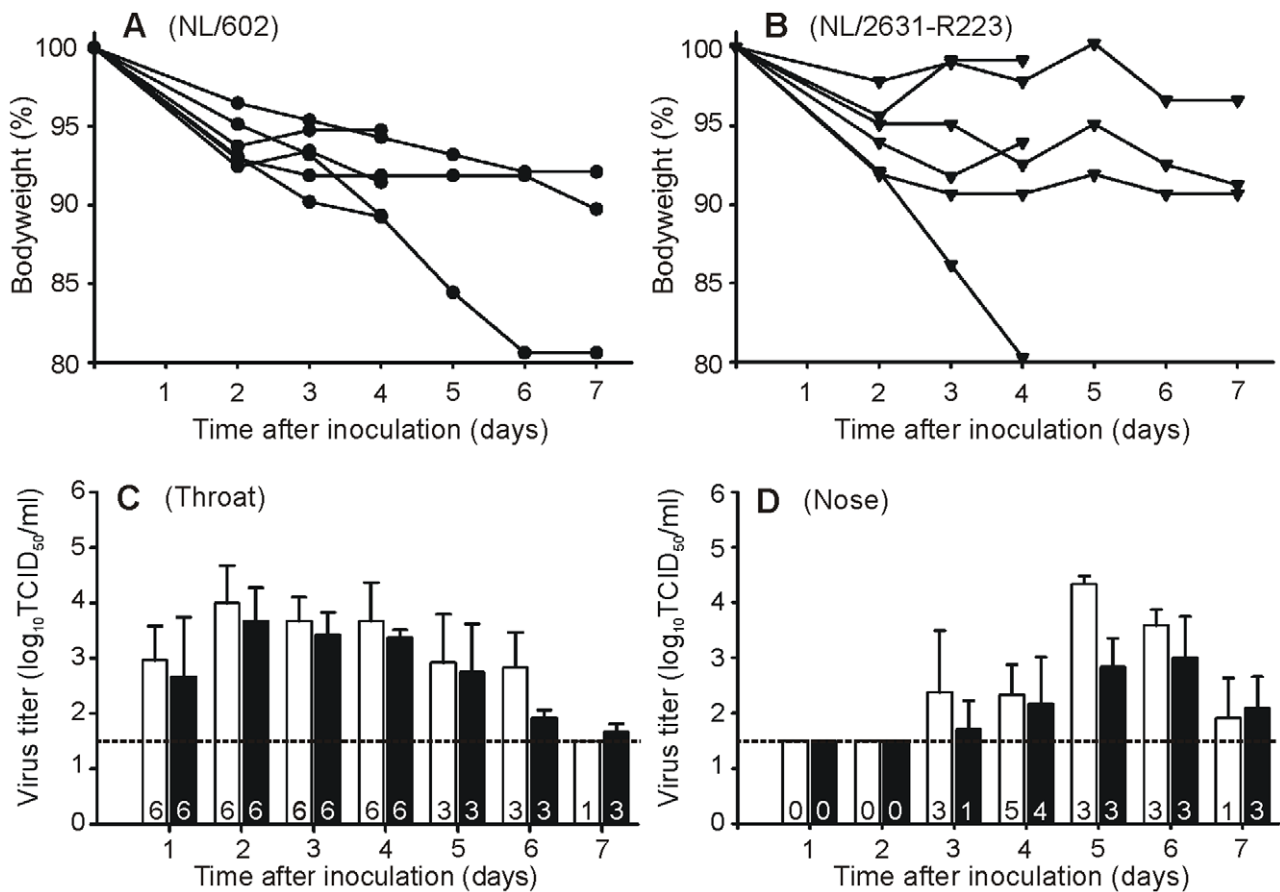 A (NL/602)
100
95
90
85
80
Bodyweight (%)
1 2 3 4 5 6 7
Time after inoculation (days)
B (NL/2631-R223)
100
95
90
85
80
Bodyweight (%)
1 2 3 4 5 6 7
Time after inoculation (days)
C (Throat)
6
5
4
3
2
1
0
Virus titer (log₁₀TCID₅₀/ml)
6 6 6 6 6 6 6 6 3 3 3 3 1 3
1 2 3 4 5 6 7
Time after inoculation (days)
D (Nose)
6
5
4
3
2
1
0
Virus titer (log₁₀TCID₅₀/ml)
0 0 0 0 3 1 5 4 3 3 3 3 1 3
1 2 3 4 5 6 7
Time after inoculation (days)